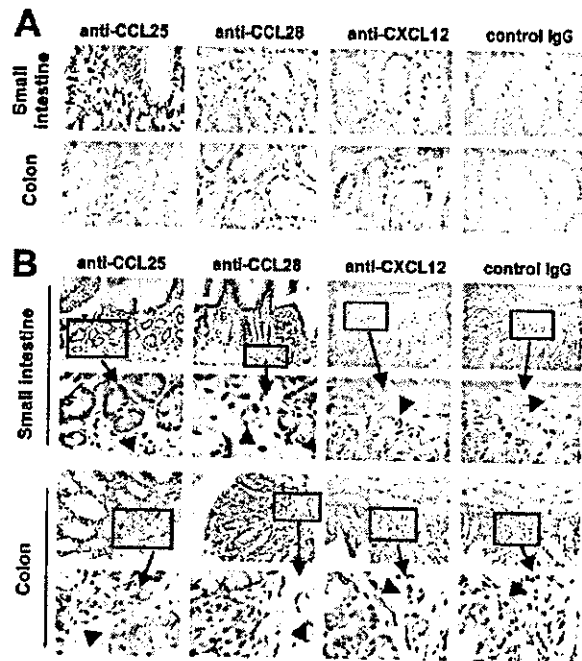 A
anti-CCL25 anti-CCL28 anti-CXCL12 control IgG
Small intestine
Colon
B
anti-CCL25 anti-CCL28 anti-CXCL12 control IgG
Small intestine
Colon